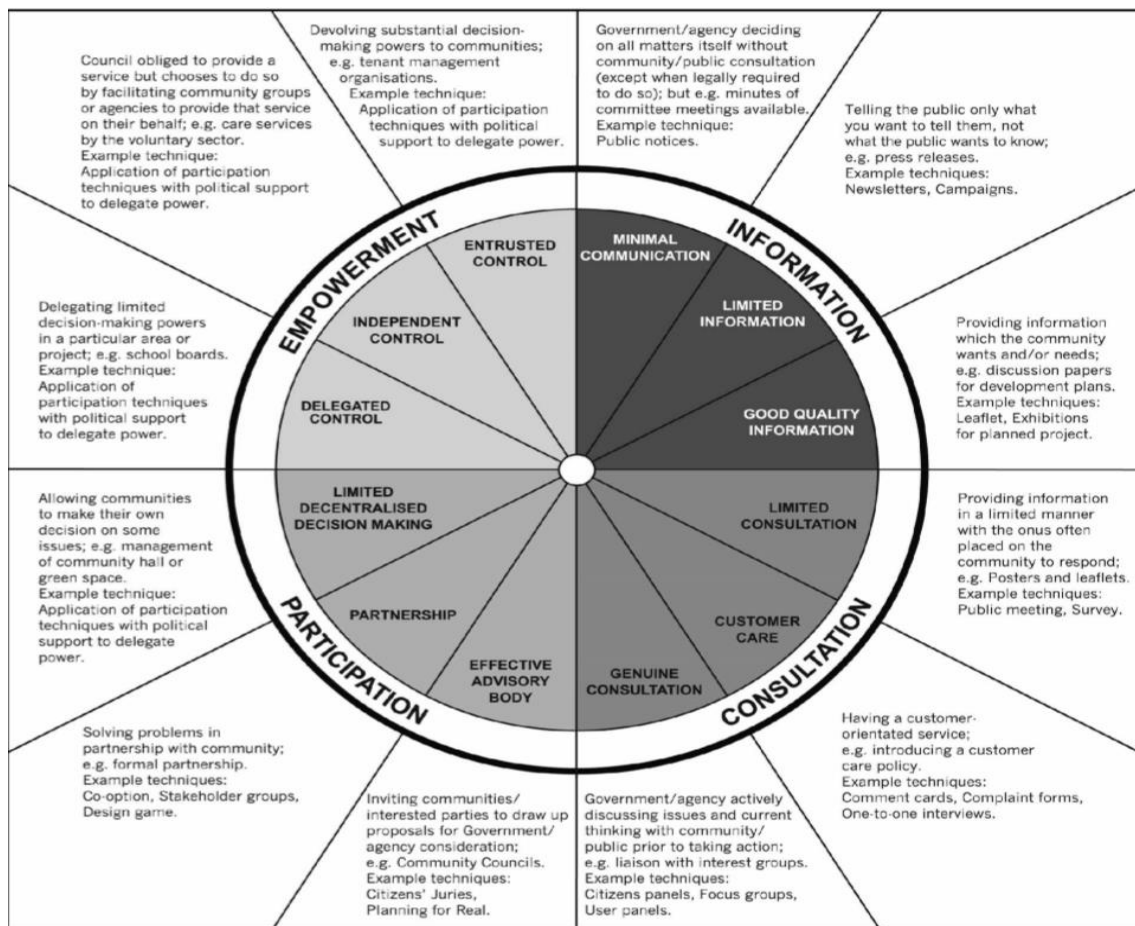 Council obliged to provide a
service but chooses to do so
by facilitating community groups
or agencies to provide that service
on their behalf; e.g. care services
by the voluntary sector.
Example technique:
Application of participation
techniques with political support
to delegate power.
Devolving substantial decision-
making powers to communities;
e.g. tenant management
organisations.
Example technique:
Application of participation
techniques with political
support to delegate power.
Government/agency deciding
on all matters itself without
community/public consultation
(except when legally required
to do so); but e.g. minutes of
committee meetings available.
Example technique:
Public notices.
Telling the public only what
you want to tell them, not
what the public wants to know;
e.g. press releases.
Example techniques:
Newsletters, Campaigns.
EMPOWERMENT
INFORMATION
ENTRUSTED
CONTROL
MINIMAL
COMMUNICATION
INDEPENDENT
CONTROL
LIMITED
INFORMATION
DELEGATED
CONTROL
GOOD QUALITY
INFORMATION
Delegating limited
decision-making powers
in a particular area or
project; e.g. school boards.
Example technique:
Application of
participation techniques
with political support
to delegate power.
Providing information
which the community
wants and/or needs;
e.g. discussion papers
for development plans.
Example techniques:
Leaflet, Exhibitions
for planned project.
Allowing communities
to make their own
decision on some
issues; e.g. management
of community hall or
green space.
Example technique:
Application of participation
techniques with political
support to delegate
power.
LIMITED
DECENTRALISED
DECISION MAKING
LIMITED
CONSULTATION
PARTNERSHIP
CUSTOMER
CARE
EFFECTIVE
ADVISORY
BODY
GENUINE
CONSULTATION
PARTICIPATION
CONSULTATION
Providing information
in a limited manner
with the onus often
placed on the
community to respond;
e.g. Posters and leaflets.
Example techniques:
Public meeting, Survey.
Solving problems in
partnership with community;
e.g. formal partnership.
Example techniques:
Co-option, Stakeholder groups,
Design game.
Inviting communities/
interested parties to draw up
proposals for Government/
agency consideration;
e.g. Community Councils.
Example techniques:
Citizens' Juries,
Planning for Real.
Government/agency actively
discussing issues and current
thinking with community/
public prior to taking action;
e.g. liaison with interest groups.
Example techniques:
Citizens panels, Focus groups,
User panels.
Having a customer-
orientated service;
e.g. introducing a customer
care policy.
Example techniques:
Comment cards, Complaint forms,
One-to-one interviews.